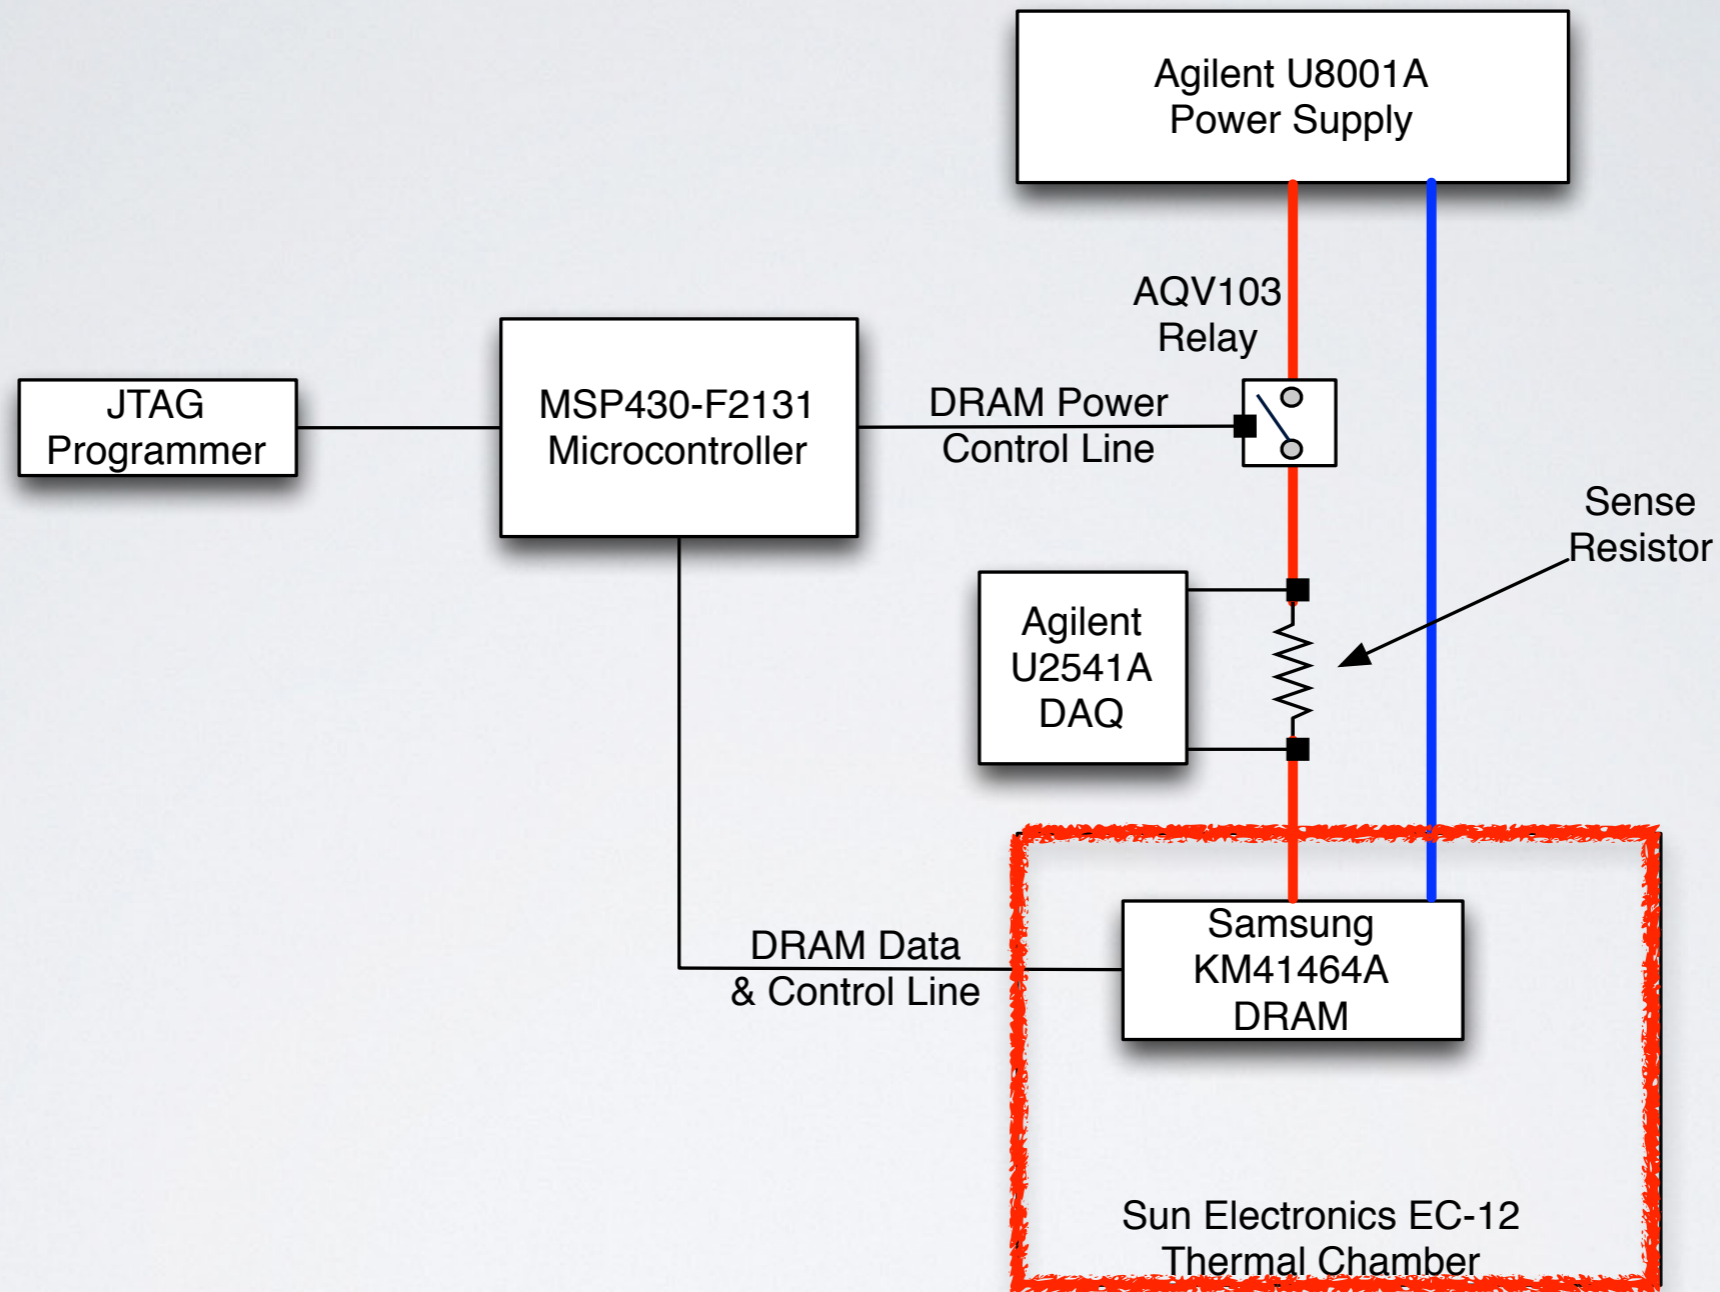 Agilent U8001A
Power Supply
AQV103
Relay
JTAG
Programmer
MSP430-F2131
Microcontroller
DRAM Power
Control Line
Sense
Resistor
Agilent
U2541A
DAQ
DRAM Data
& Control Line
Samsung
KM41464A
DRAM
Sun Electronics EC-12
Thermal Chamber